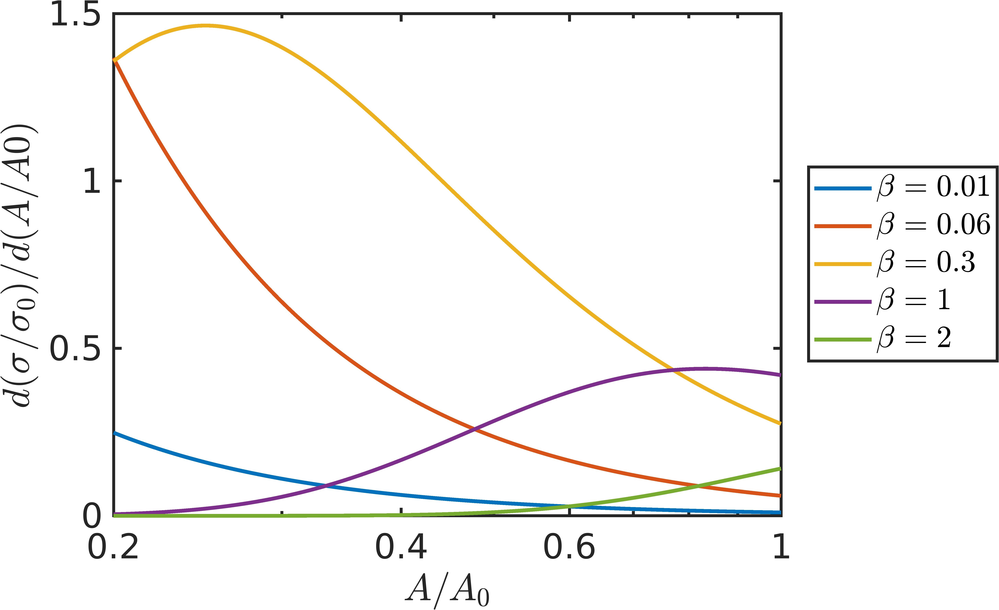 1.5
1
0.5
0
0.2
0.4
0.6
1
d(σ/σ₀)/d(A/A0)
A/A₀
β = 0.01
β = 0.06
β = 0.3
β = 1
β = 2